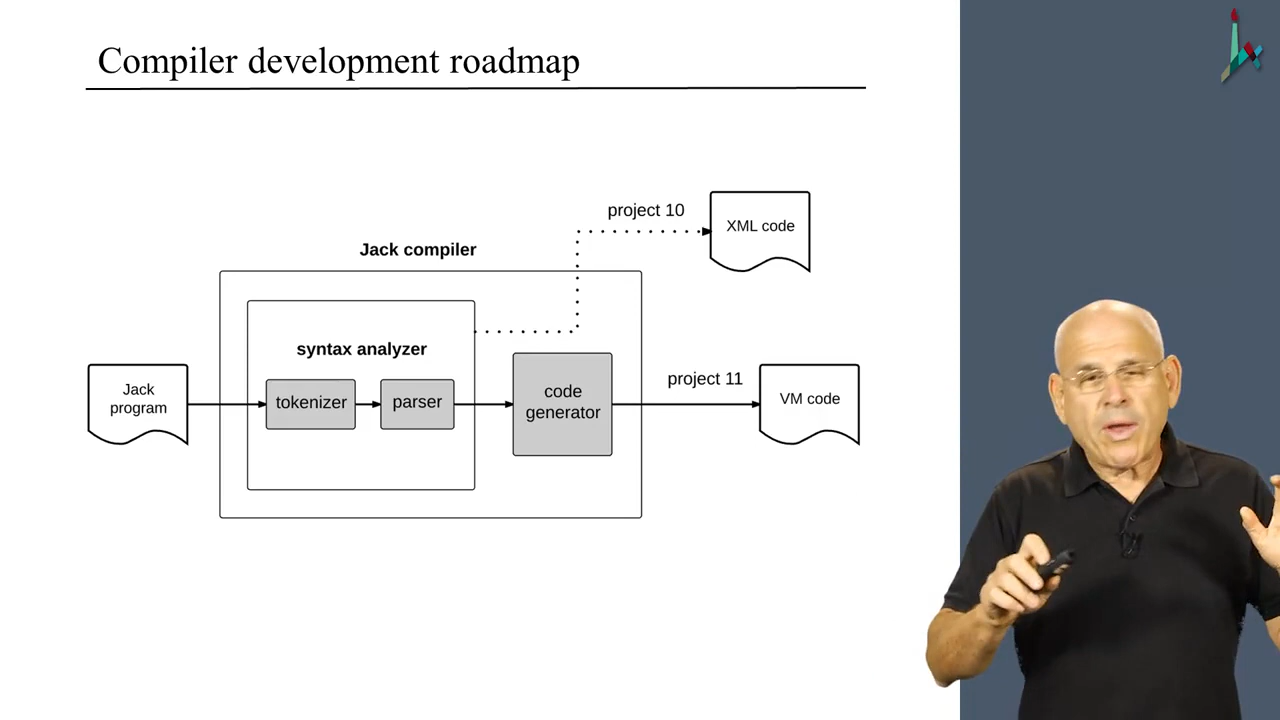 Compiler development roadmap
project 10
XML code
Jack compiler
syntax analyzer
Jack
program
tokenizer
parser
code
generator
project 11
VM code